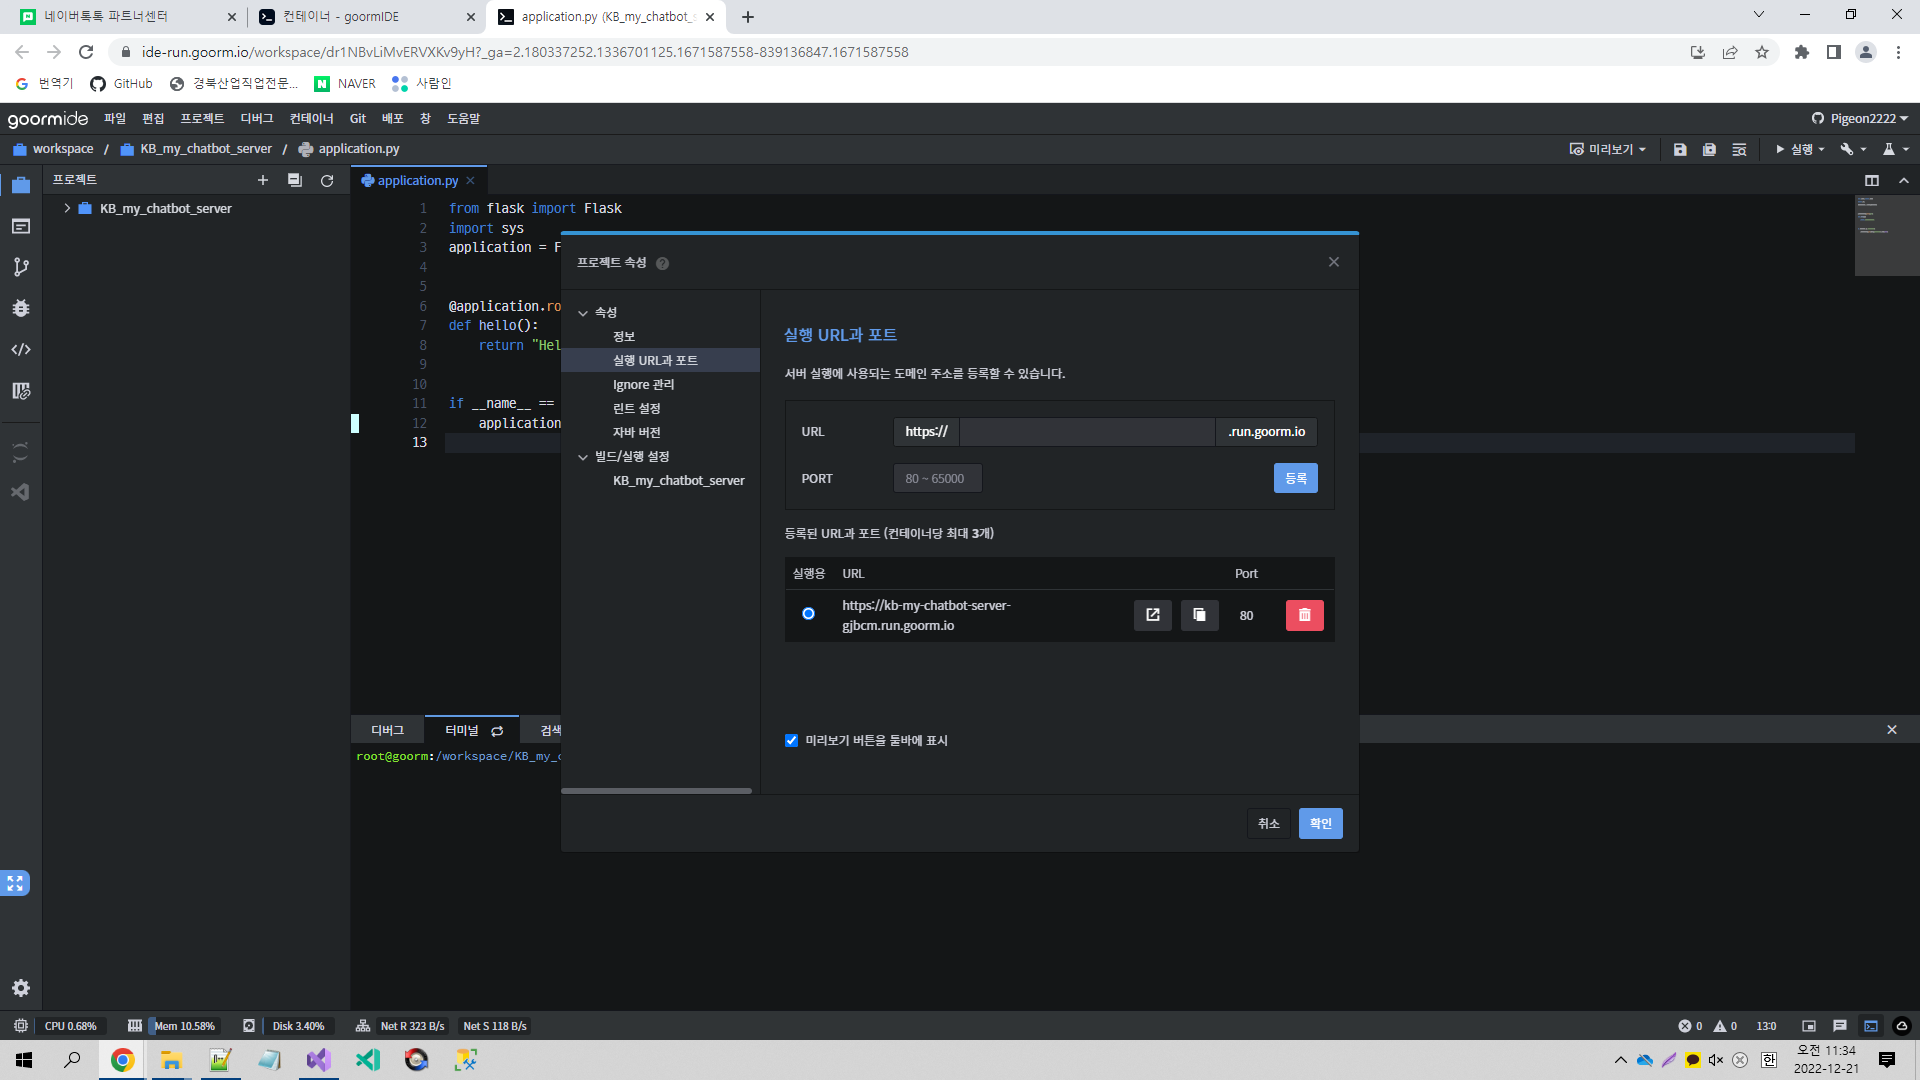 네이버톡톡 파트너센터
컨테이너 - goormIDE
application.py (KB_my_chatbot_s
ide-run.goorm.io/workspace/dr1NBvLiMvERVXKv9yH?_ga=2.180337252.1336701125.1671587558-839136847.1671587558
번역기
GitHub
경북산업직업전문...
NAVER
사람인
goormide
파일
편집
프로젝트
디버그
컨테이너
Git
배포
창
도움말
Pigeon2222
workspace / KB_my_chatbot_server / application.py
미리보기
실행
프로젝트
KB_my_chatbot_server
application.py
1 from flask import Flask
2 import sys
3 application = F
4
5
6 @application.ro
7 def hello():
8 return "Hel
9
10
11 if __name__ ==
12 application
13
프로젝트 속성
속성
정보
실행 URL과 포트
Ignore 관리
린트 설정
자바 버전
빌드/실행 설정
KB_my_chatbot_server
실행 URL과 포트
서버 실행에 사용되는 도메인 주소를 등록할 수 있습니다.
URL https:// .run.goorm.io
PORT 80 ~ 65000 등록
등록된 URL과 포트 (컨테이너당 최대 3개)
실행용 URL Port
https://kb-my-chatbot-server-
gjbcm.run.goorm.io
80
미리보기 버튼을 툴바에 표시
취소 확인
디버그
터미널
검색
root@goorm:/workspace/KB_my_c
CPU 0.68%
Mem 10.58%
Disk 3.40%
Net R 323 B/s
Net S 118 B/s
0
0
13:0
한
오전 11:34
2022-12-21